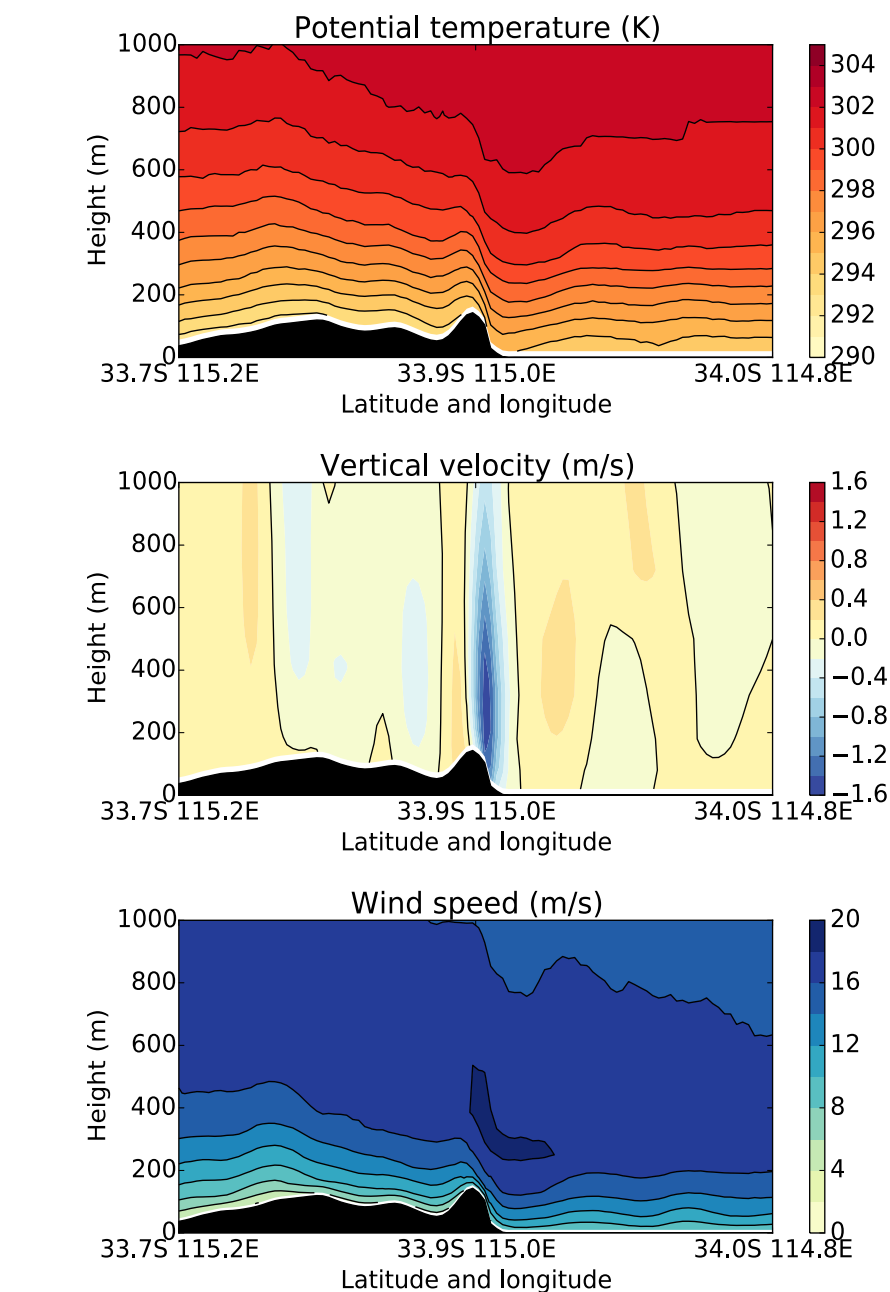 Potential temperature (K)
1000
800
600
400
200
0
Height (m)
33.7S 115.2E
33.9S 115.0E
34.0S 114.8E
Latitude and longitude
304
302
300
298
296
294
292
290
Vertical velocity (m/s)
1000
800
600
400
200
0
Height (m)
33.7S 115.2E
33.9S 115.0E
34.0S 114.8E
Latitude and longitude
1.6
1.2
0.8
0.4
0.0
−0.4
−0.8
−1.2
−1.6
Wind speed (m/s)
1000
800
600
400
200
0
Height (m)
33.7S 115.2E
33.9S 115.0E
34.0S 114.8E
Latitude and longitude
20
16
12
8
4
0